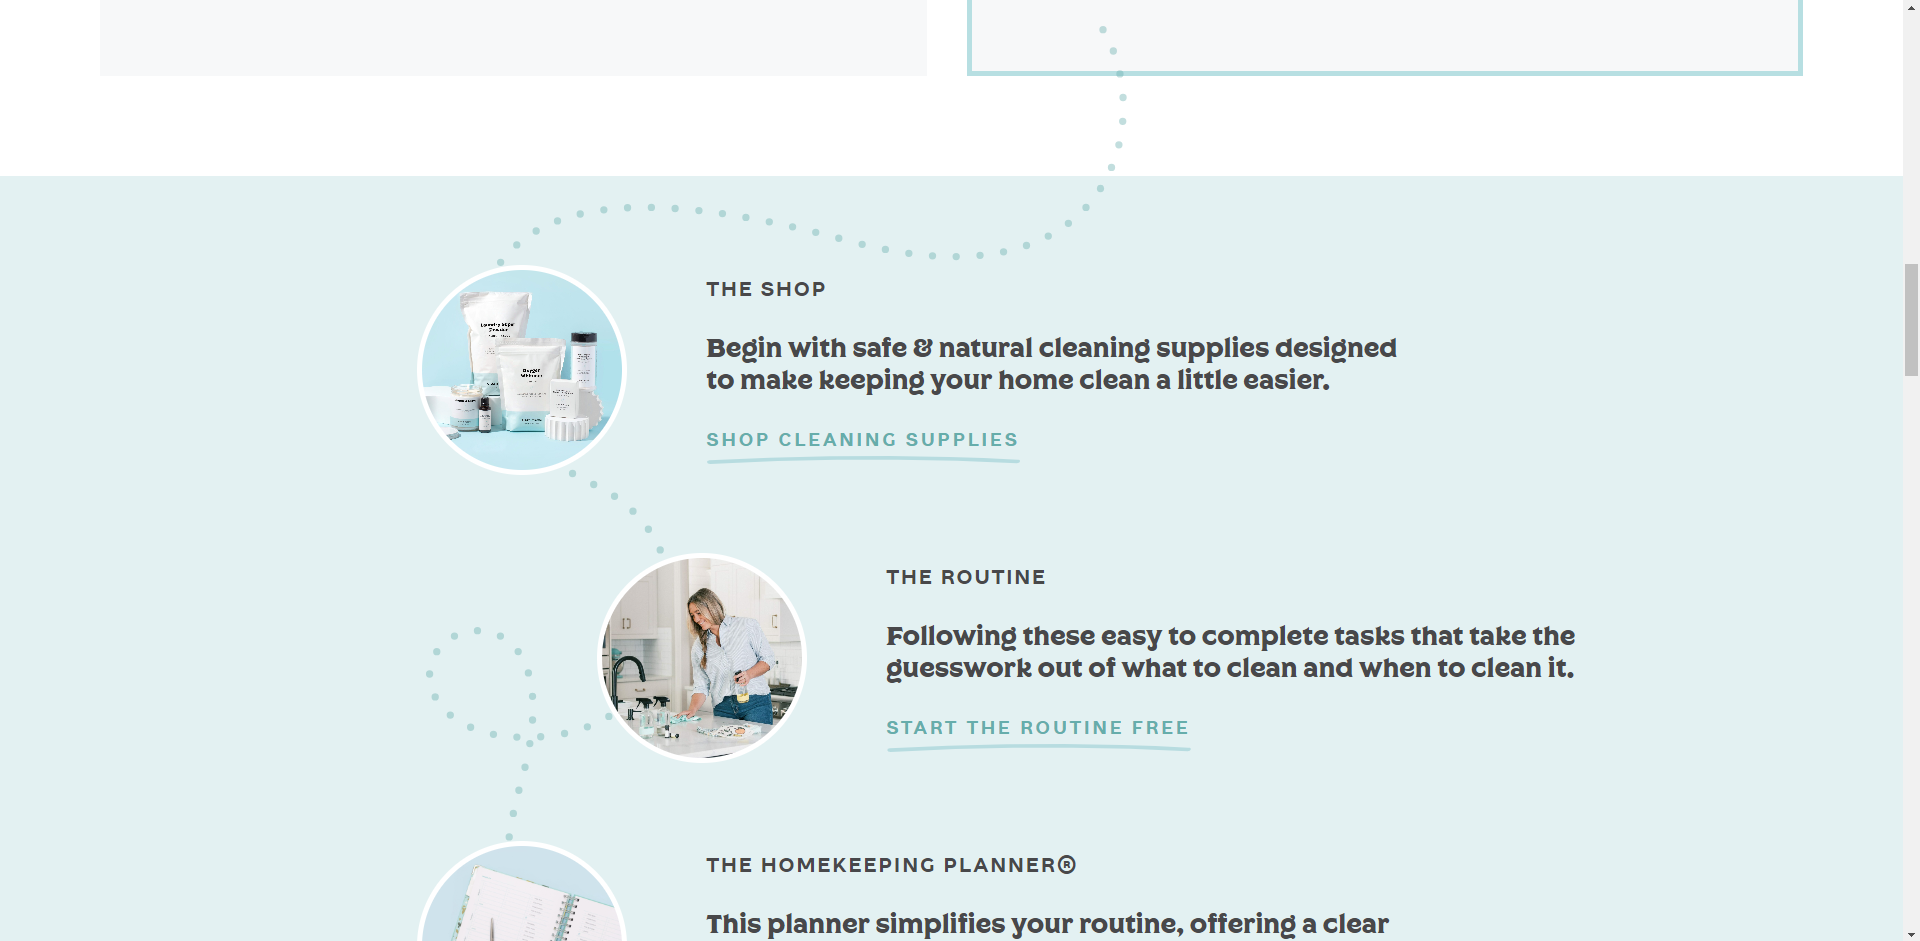 THE SHOP
Begin with safe & natural cleaning supplies designed
to make keeping your home clean a little easier.
SHOP CLEANING SUPPLIES
THE ROUTINE
Following these easy to complete tasks that take the
guesswork out of what to clean and when to clean it.
START THE ROUTINE FREE
THE HOMEKEEPING PLANNER®
This planner simplifies your routine, offering a clear